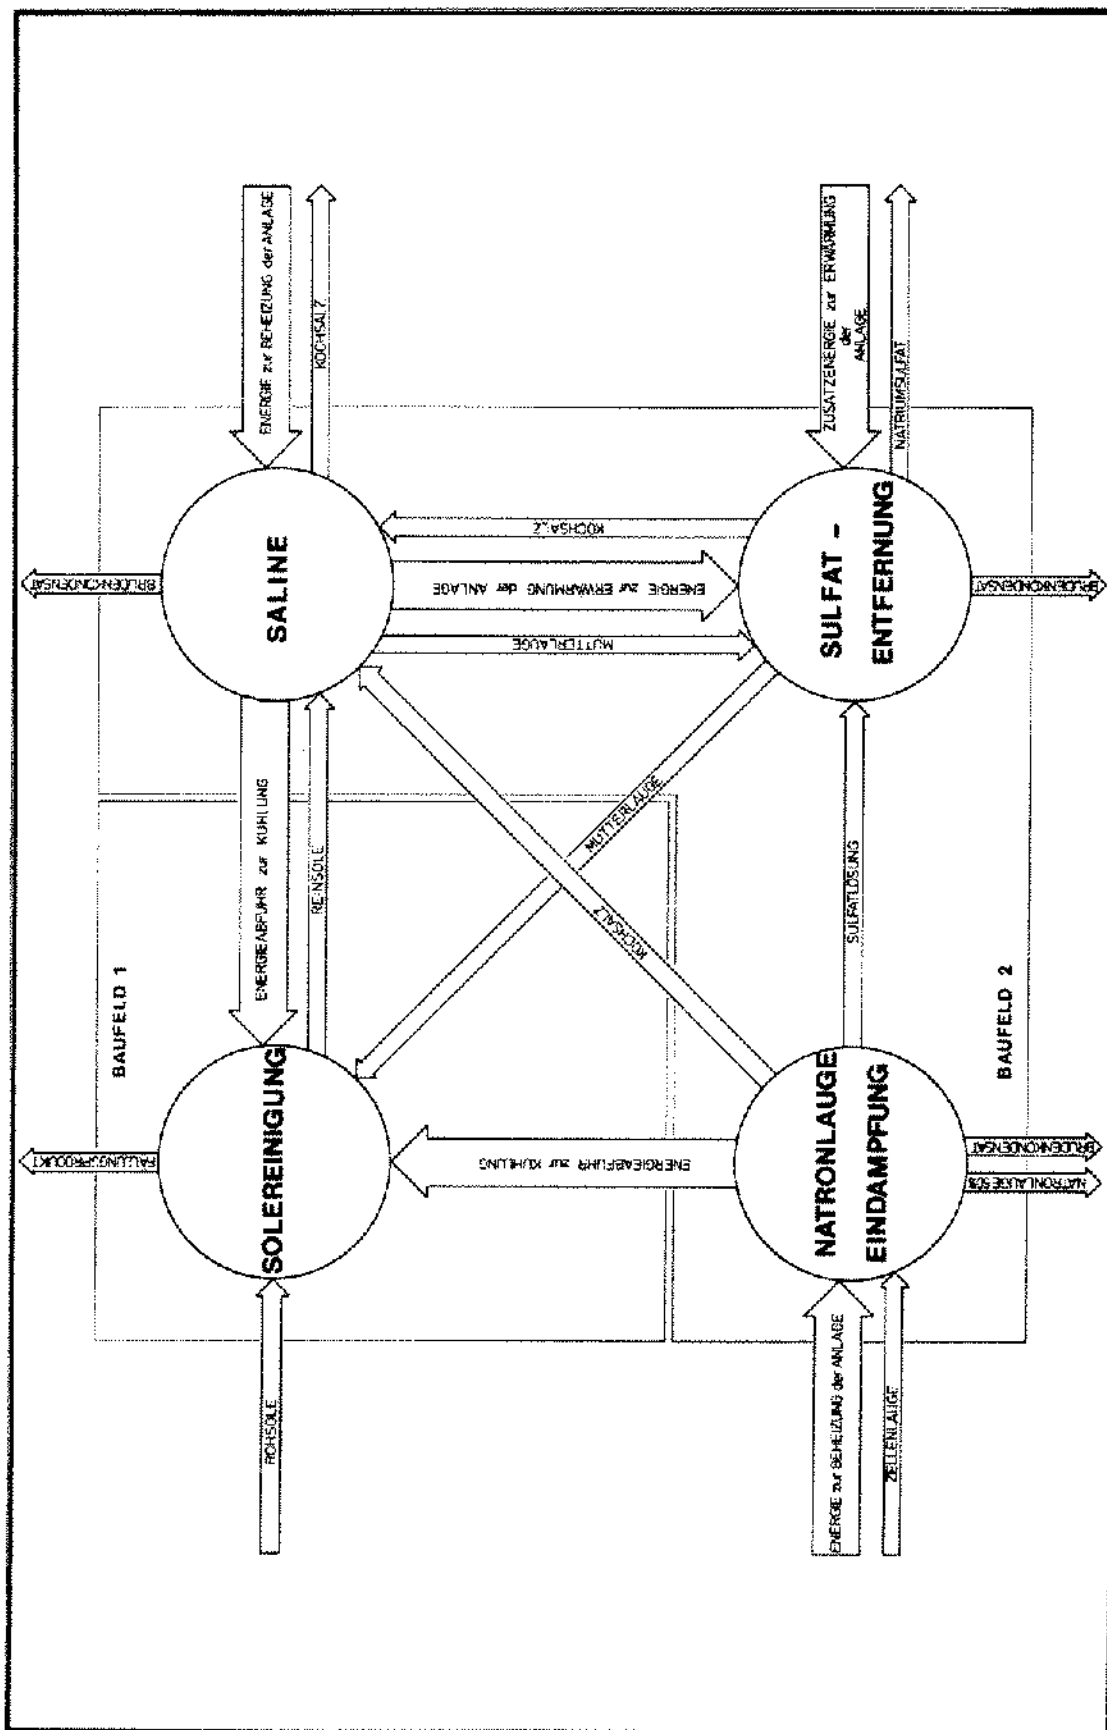 BAUFELD 1
FÄLLUNGSPRODUKT
BRÜDENKONDENSAT
ROHSOLE
SOLEREINIGUNG
ENERGIEABFUHR zur KÜHLUNG
REINSOLE
SALINE
ENERGIE zur BEHEIZUNG der ANLAGE
KOCHSALZ
ENERGIEABFUHR zur KÜHLUNG
KOCHSALZ
MUTTERLAUGE
MUTTERLAUGE
ENERGIE zur ERWÄRMUNG der ANLAGE
KOCHSALZ
ENERGIE zur BEHEIZUNG der ANLAGE
ZELLENLAUGE
NATRONLAUGE
EINDAMPFUNG
SULFATLÖSUNG
SULFAT -
ENTFERNUNG
ZUSATZENERGIE zur ERWÄRMUNG
der
ANLAGE
NATRIUMSULFAT
NATRONLAUGE 50%
BRÜDENKONDENSAT
BRÜDENKONDENSAT
BAUFELD 2